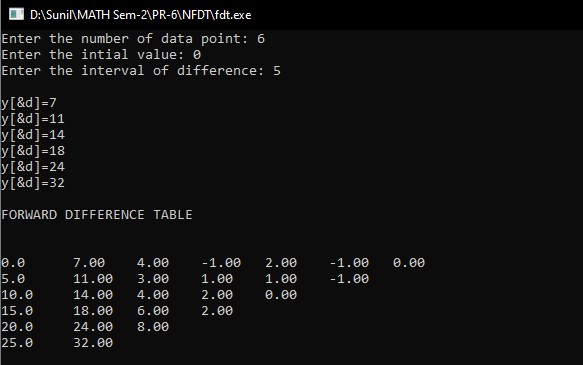 D:\Sunil\MATH Sem-2\PR-6\NFDT\fdt.exe
Enter the number of data point: 6
Enter the intial value: 0
Enter the interval of difference: 5
y[&d]=7
y[&d]=11
y[&d]=14
y[&d]=18
y[&d]=24
y[&d]=32
FORWARD DIFFERENCE TABLE
0.0 7.00 4.00 -1.00 2.00 -1.00 0.00
5.0 11.00 3.00 1.00 1.00 -1.00
10.0 14.00 4.00 2.00 0.00
15.0 18.00 6.00 2.00
20.0 24.00 8.00
25.0 32.00